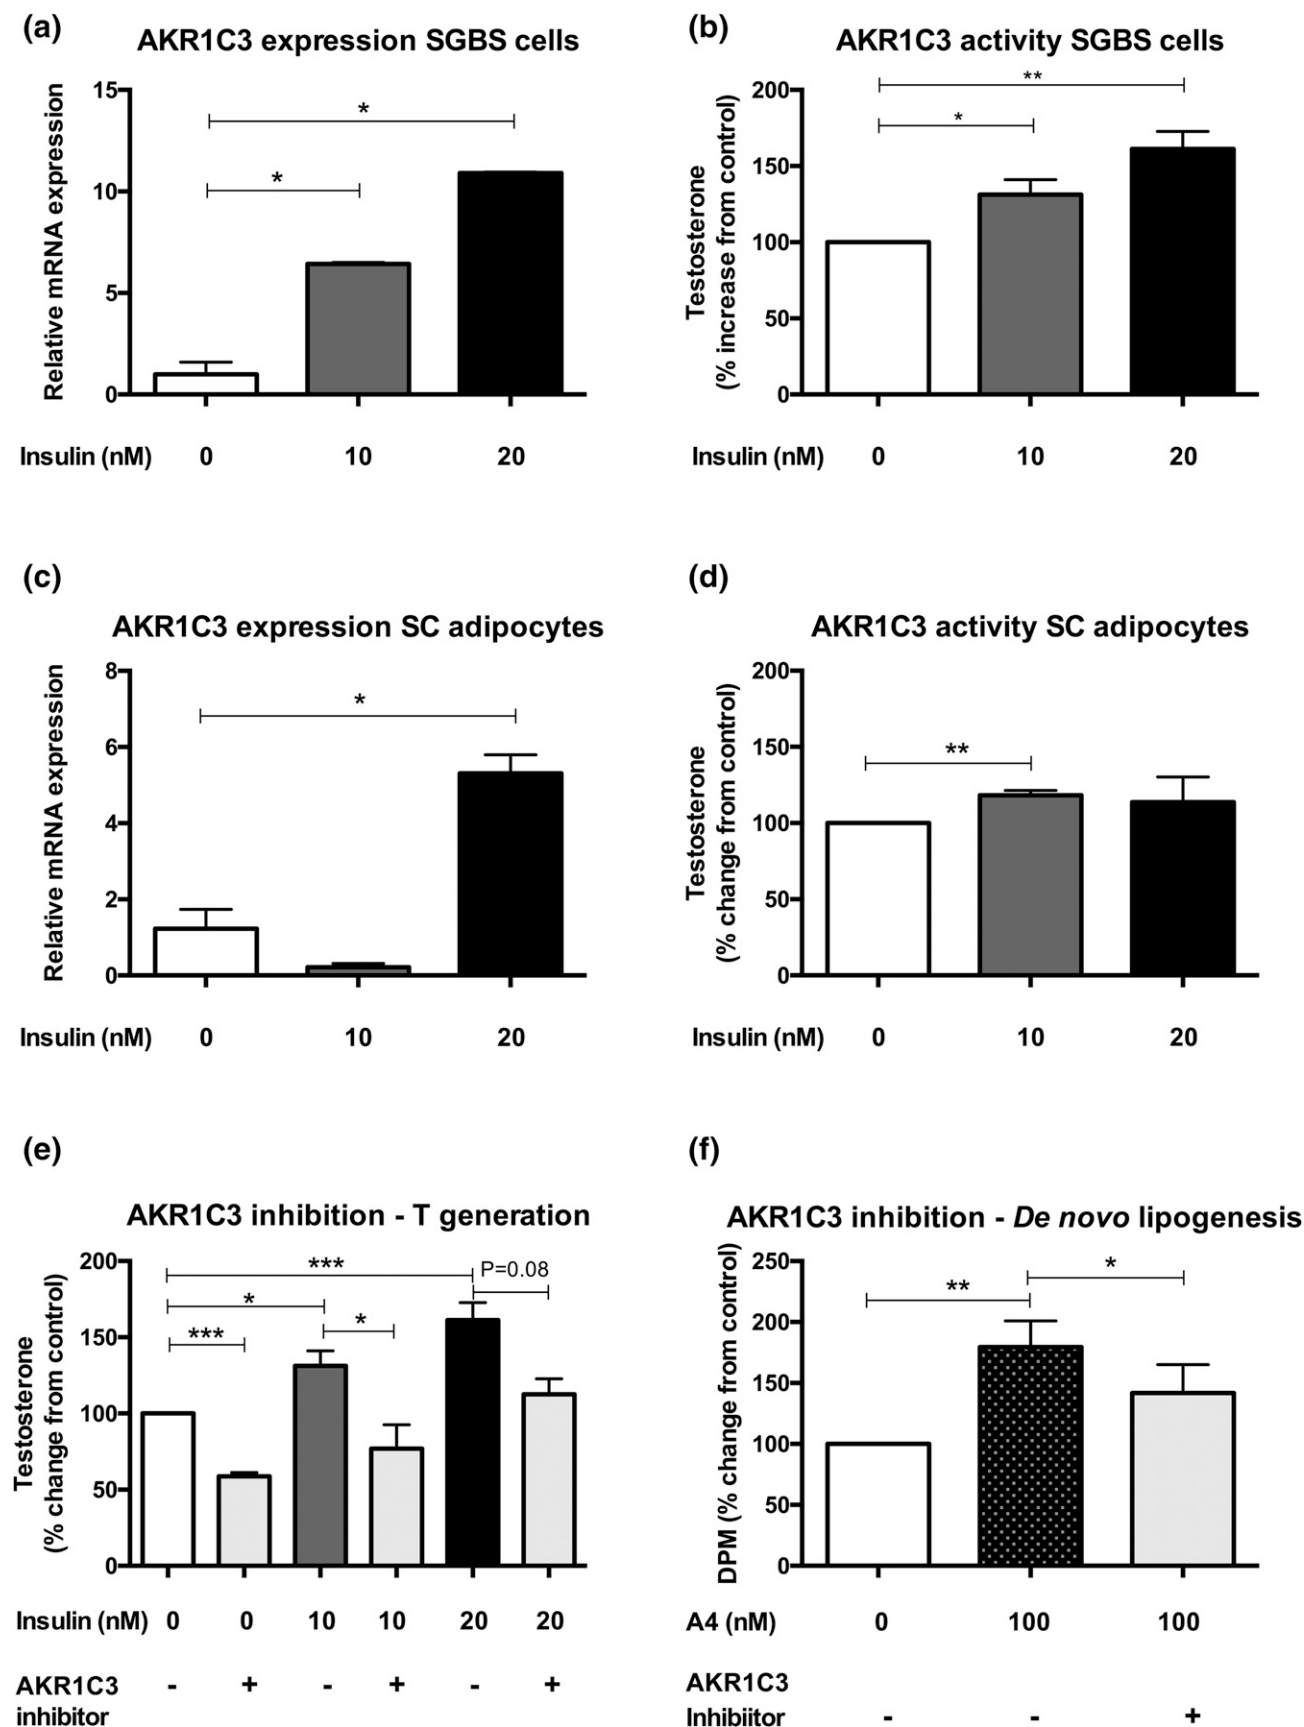 (a)
AKR1C3 expression SGBS cells
Relative mRNA expression
15
10
5
0
*
*
Insulin (nM) 0 10 20
(b)
AKR1C3 activity SGBS cells
Testosterone
(% increase from control)
200
150
100
50
0
**
*
Insulin (nM) 0 10 20
(c)
AKR1C3 expression SC adipocytes
Relative mRNA expression
8
6
4
2
0
*
Insulin (nM) 0 10 20
(d)
AKR1C3 activity SC adipocytes
Testosterone
(% change from control)
200
150
100
50
0
**
Insulin (nM) 0 10 20
(e)
AKR1C3 inhibition - T generation
Testosterone
(% change from control)
200
150
100
50
0
***
P=0.08
*
*
***
Insulin (nM) 0 0 10 10 20 20
AKR1C3 - + - + - +
inhibitor
(f)
AKR1C3 inhibition - De novo lipogenesis
DPM (% change from control)
250
200
150
100
50
0
*
**
A4 (nM) 0 100 100
AKR1C3
Inhibiitor - - +